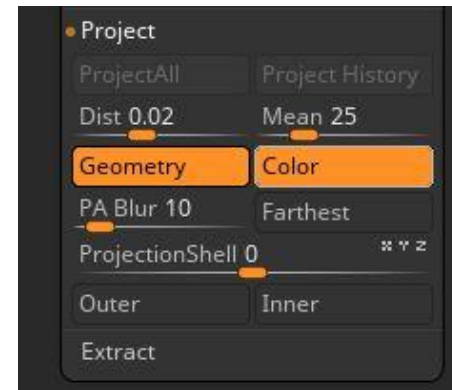 Project
ProjectAll Project History
Dist 0.02 Mean 25
Geometry Color
PA Blur 10 Farthest
ProjectionShell 0 X Y Z
Outer Inner
Extract